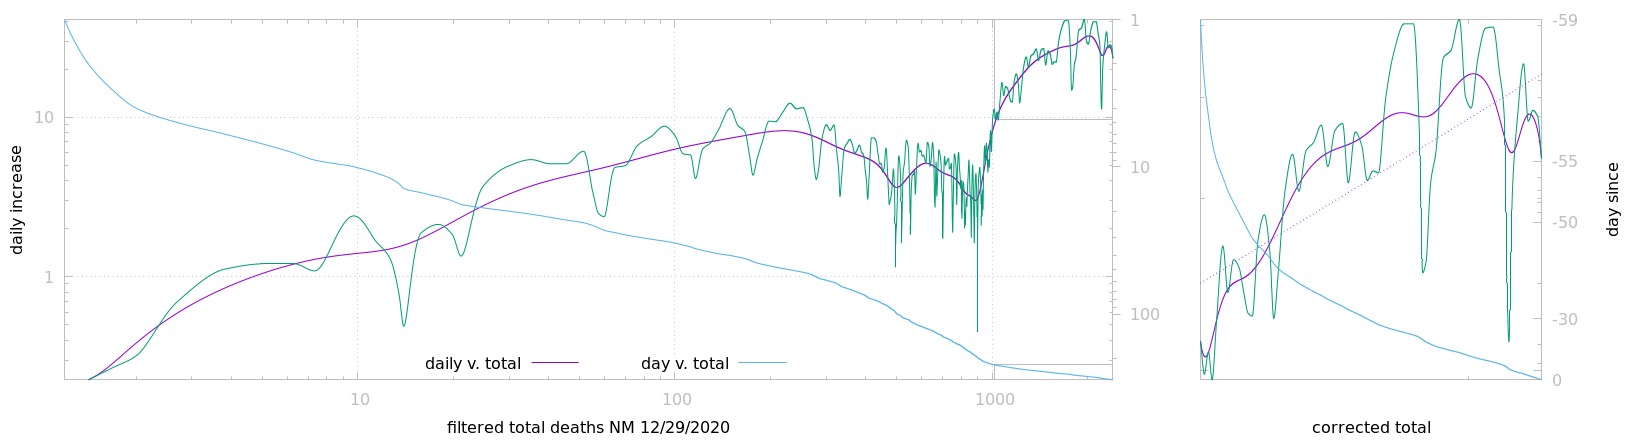 daily increase
10
1
daily v. total
day v. total
10
100
1000
1
10
100
filtered total deaths NM 12/29/2020
-59
-55
-50
-30
0
day since
corrected total